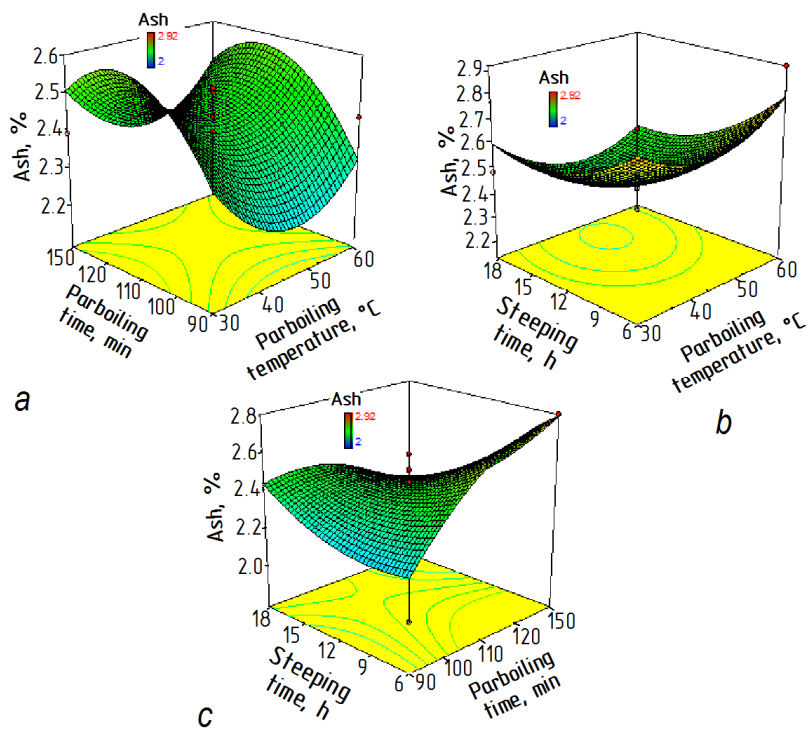 Ash
2.92
2
2.6
2.5
2.4
2.3
2.2
Ash, %
150
120
110
100
90
Parboiling
time, min
30
40
50
60
Parboiling
temperature, °C
a
Ash
2.92
2
2.9
2.8
2.7
2.6
2.5
2.4
2.3
2.2
Ash, %
18
15
12
9
6
Steeping
time, h
30
40
50
60
Parboiling
temperature, °C
b
Ash
2.92
2
2.8
2.6
2.4
2.2
2.0
Ash, %
18
15
12
9
6
Steeping
time, h
90
100
110
120
150
Parboiling
time, min
c